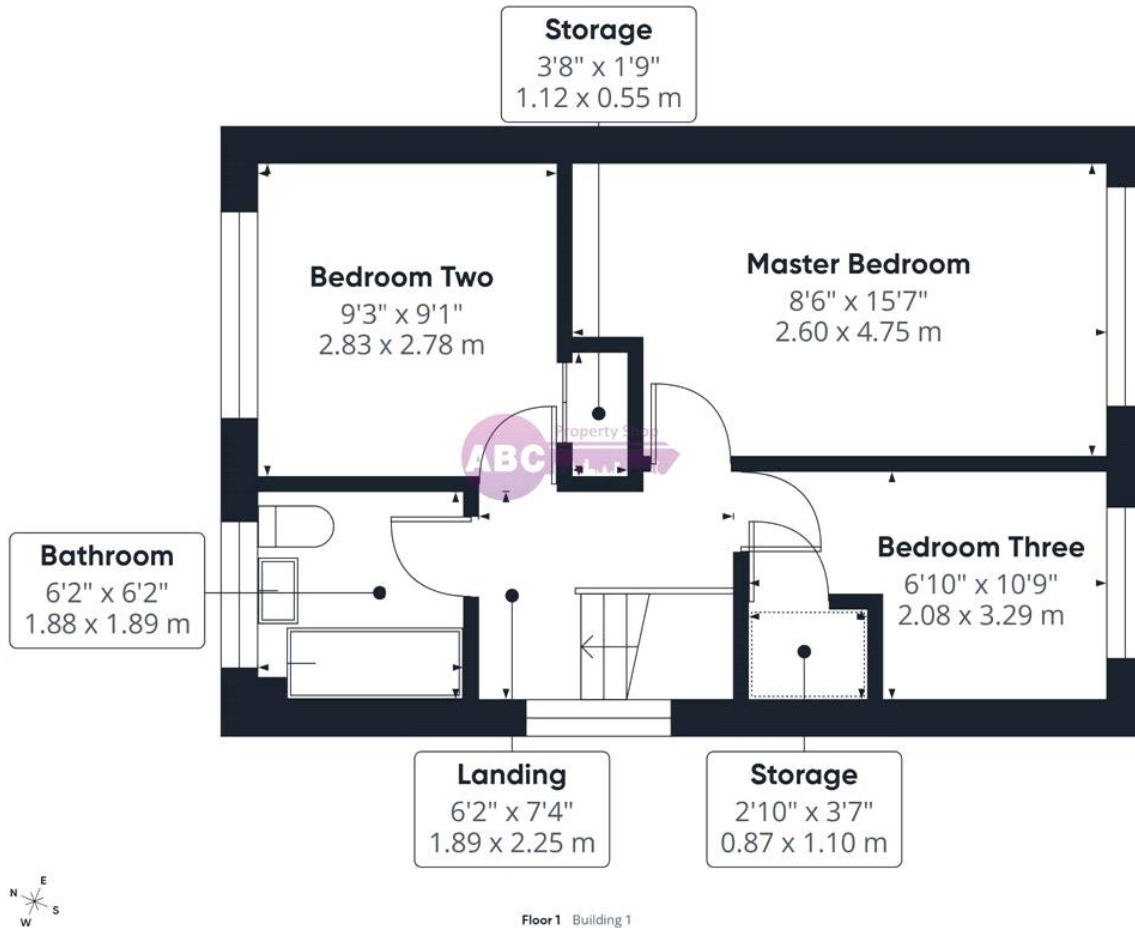 Storage
3'8" x 1'9"
1.12 x 0.55 m
Bedroom Two
9'3" x 9'1"
2.83 x 2.78 m
Master Bedroom
8'6" x 15'7"
2.60 x 4.75 m
Property Shop
ABC
Bathroom
6'2" x 6'2"
1.88 x 1.89 m
Bedroom Three
6'10" x 10'9"
2.08 x 3.29 m
Landing
6'2" x 7'4"
1.89 x 2.25 m
Storage
2'10" x 3'7"
0.87 x 1.10 m
N E
W S
Floor 1 Building 1